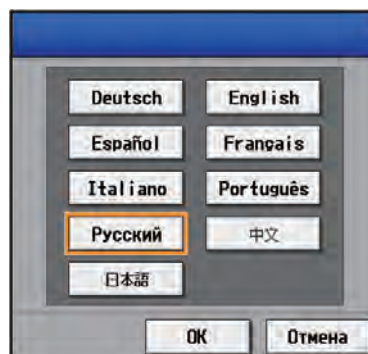 Deutsch English
Español Français
Italiano Português
Русский 中文
日本語
OK Отмена